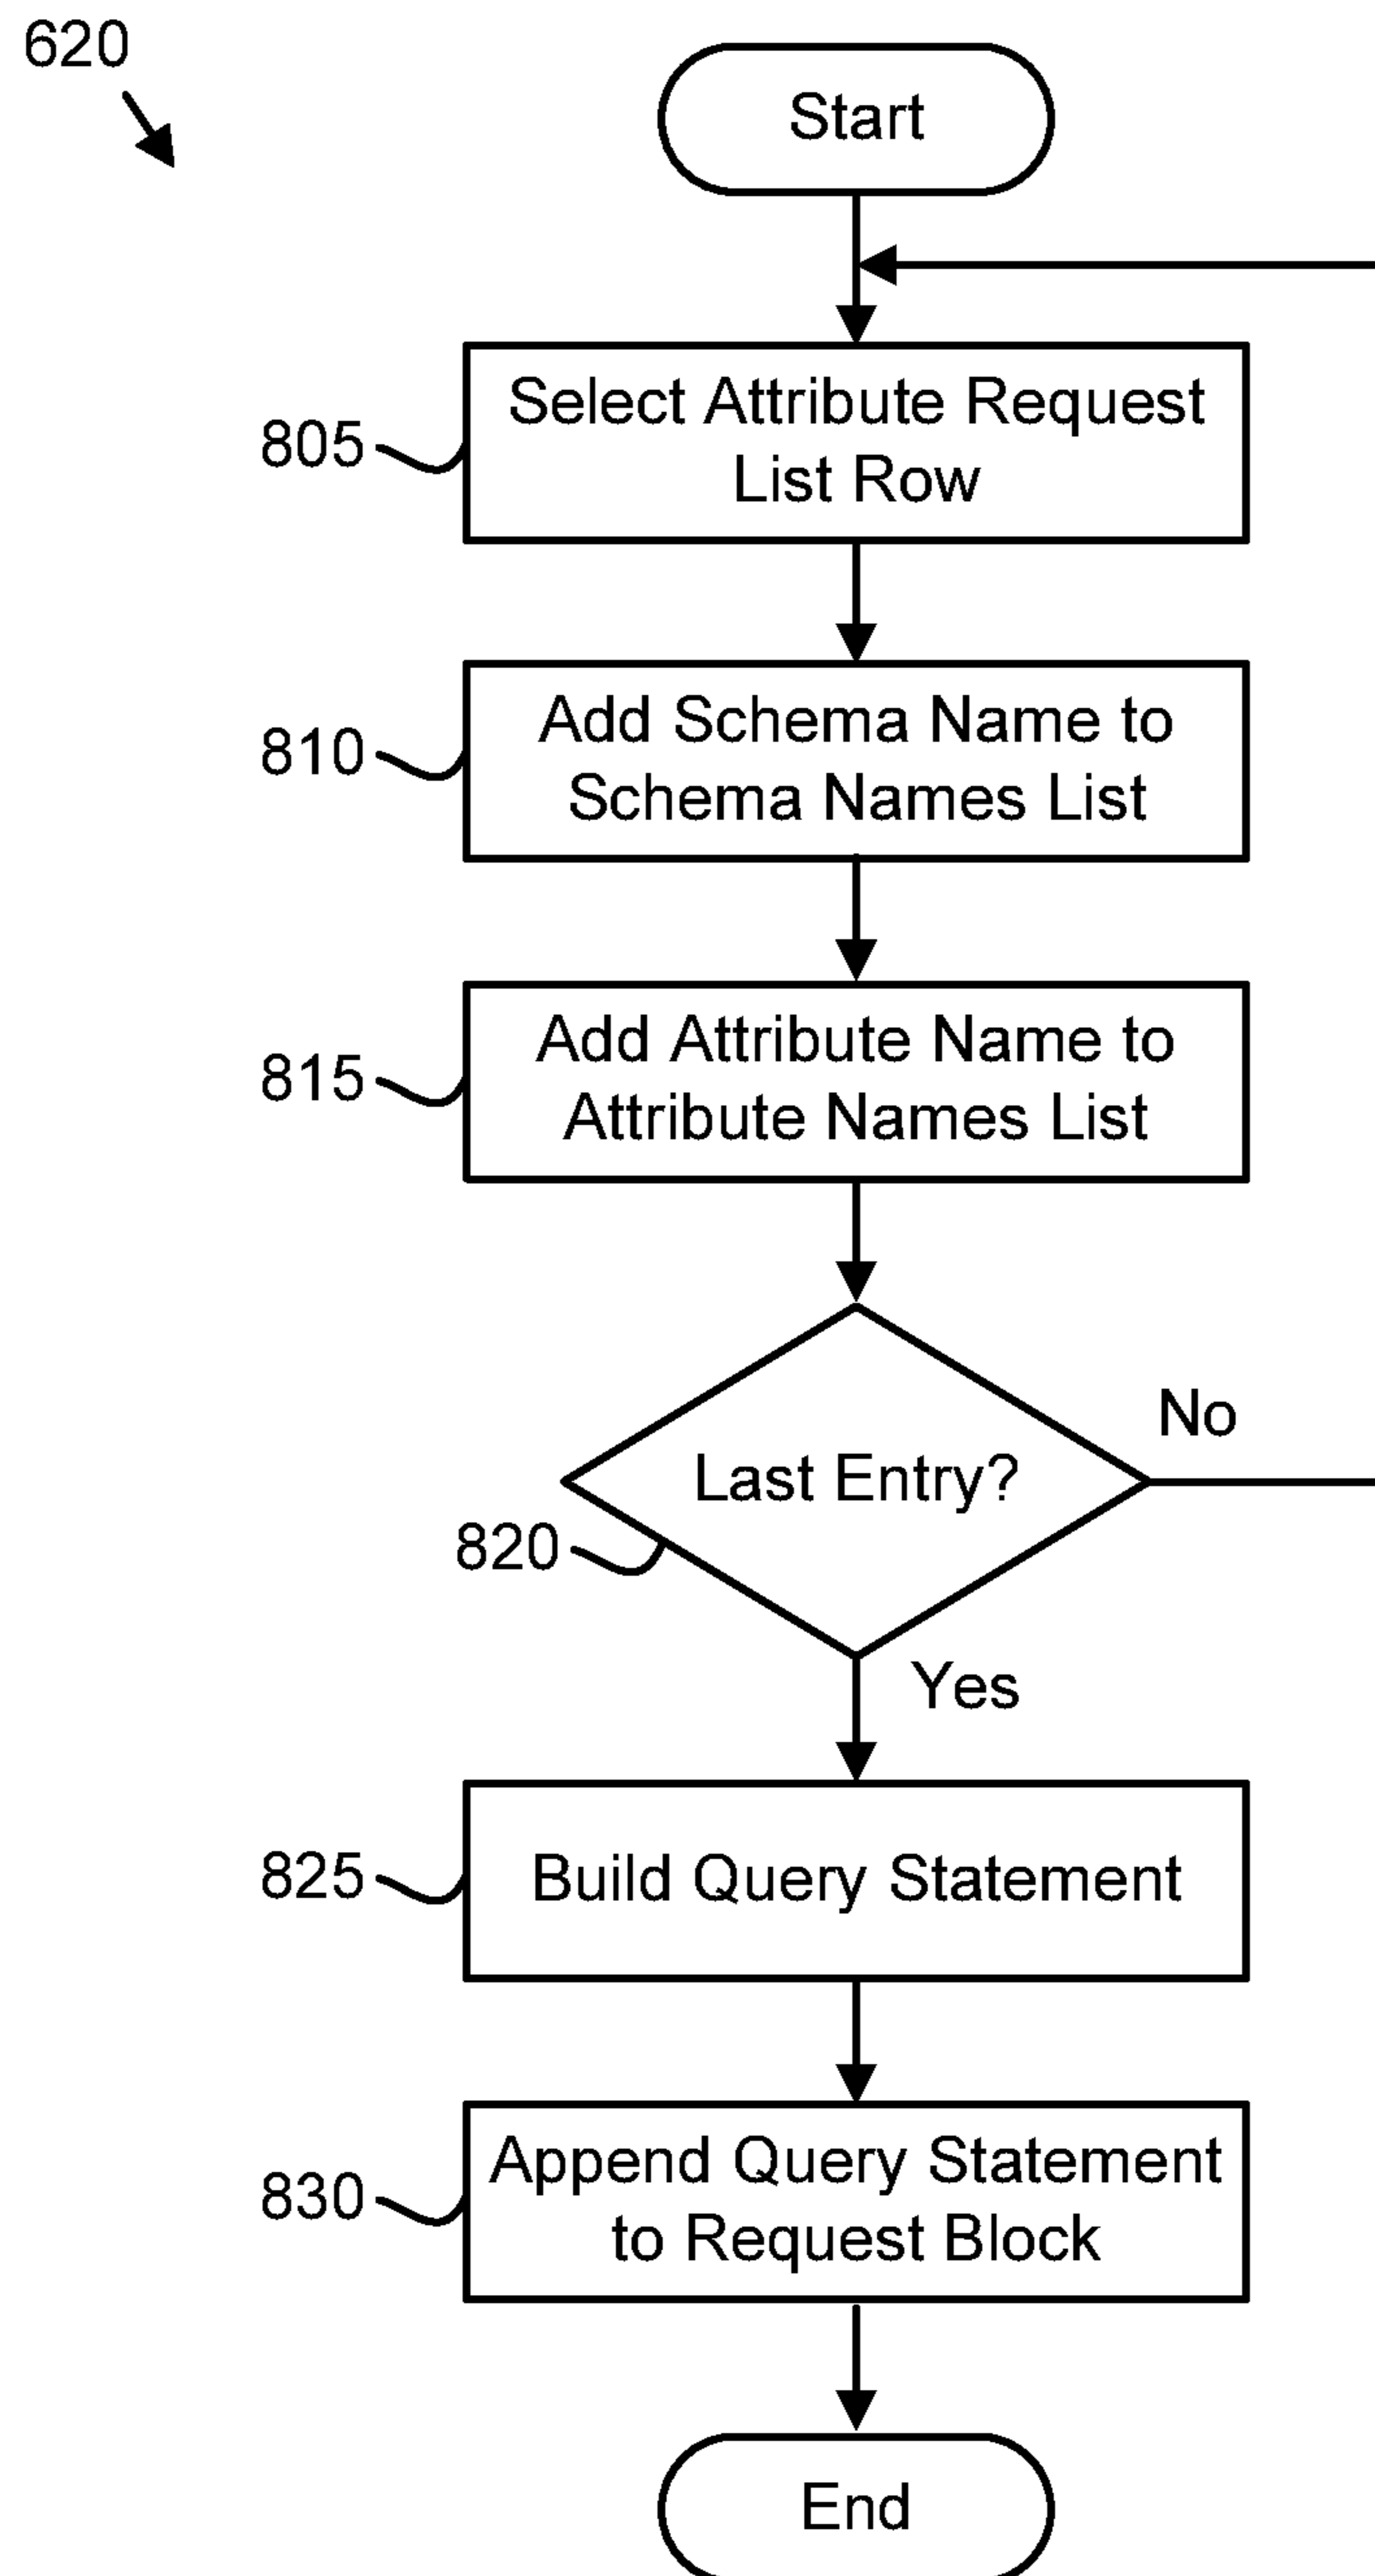 620
Start
805
Select Attribute Request
List Row
810
Add Schema Name to
Schema Names List
815
Add Attribute Name to
Attribute Names List
Last Entry?
No
820
Yes
825
Build Query Statement
830
Append Query Statement
to Request Block
End